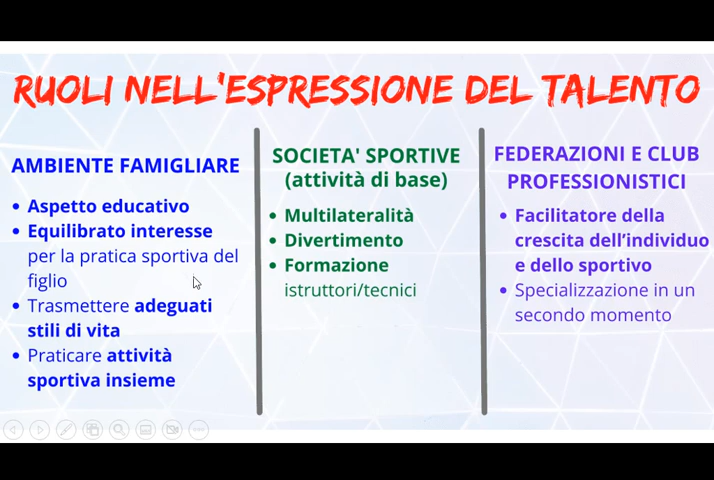 RUOLI NELL'ESPRESSIONE DEL TALENTO
AMBIENTE FAMIGLIARE
• Aspetto educativo
• Equilibrato interesse
per la pratica sportiva del
figlio
• Trasmettere adeguati
stili di vita
• Praticare attività
sportiva insieme
SOCIETA' SPORTIVE
(attività di base)
• Multilateralità
• Divertimento
• Formazione
istruttori/tecnici
FEDERAZIONI E CLUB
PROFESSIONISTICI
• Facilitatore della
crescita dell’individuo
e dello sportivo
• Specializzazione in un
secondo momento